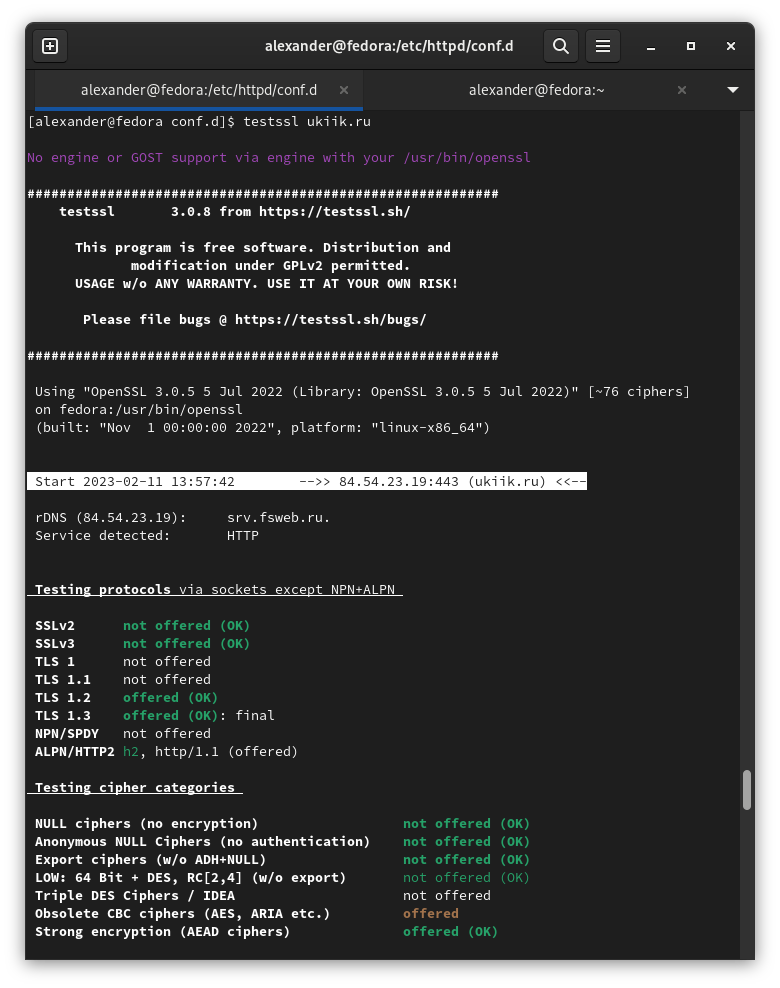 alexander@fedora:/etc/httpd/conf.d
alexander@fedora:/etc/httpd/conf.d
alexander@fedora:~
[alexander@fedora conf.d]$ testssl ukiik.ru
No engine or GOST support via engine with your /usr/bin/openssl
###########################################################
testssl       3.0.8 from https://testssl.sh/
This program is free software. Distribution and
modification under GPLv2 permitted.
USAGE w/o ANY WARRANTY. USE IT AT YOUR OWN RISK!
Please file bugs @ https://testssl.sh/bugs/
###########################################################
Using "OpenSSL 3.0.5 5 Jul 2022 (Library: OpenSSL 3.0.5 5 Jul 2022)" [~76 ciphers]
on fedora:/usr/bin/openssl
(built: "Nov  1 00:00:00 2022", platform: "linux-x86_64")
Start 2023-02-11 13:57:42        -->> 84.54.23.19:443 (ukiik.ru) <<--
rDNS (84.54.23.19):     srv.fsweb.ru.
Service detected:       HTTP
Testing protocols via sockets except NPN+ALPN
SSLv2      not offered (OK)
SSLv3      not offered (OK)
TLS 1      not offered
TLS 1.1    not offered
TLS 1.2    offered (OK)
TLS 1.3    offered (OK): final
NPN/SPDY   not offered
ALPN/HTTP2 h2, http/1.1 (offered)
Testing cipher categories
NULL ciphers (no encryption)                  not offered (OK)
Anonymous NULL Ciphers (no authentication)    not offered (OK)
Export ciphers (w/o ADH+NULL)                 not offered (OK)
LOW: 64 Bit + DES, RC[2,4] (w/o export)       not offered (OK)
Triple DES Ciphers / IDEA                     not offered
Obsolete CBC ciphers (AES, ARIA etc.)         offered
Strong encryption (AEAD ciphers)              offered (OK)